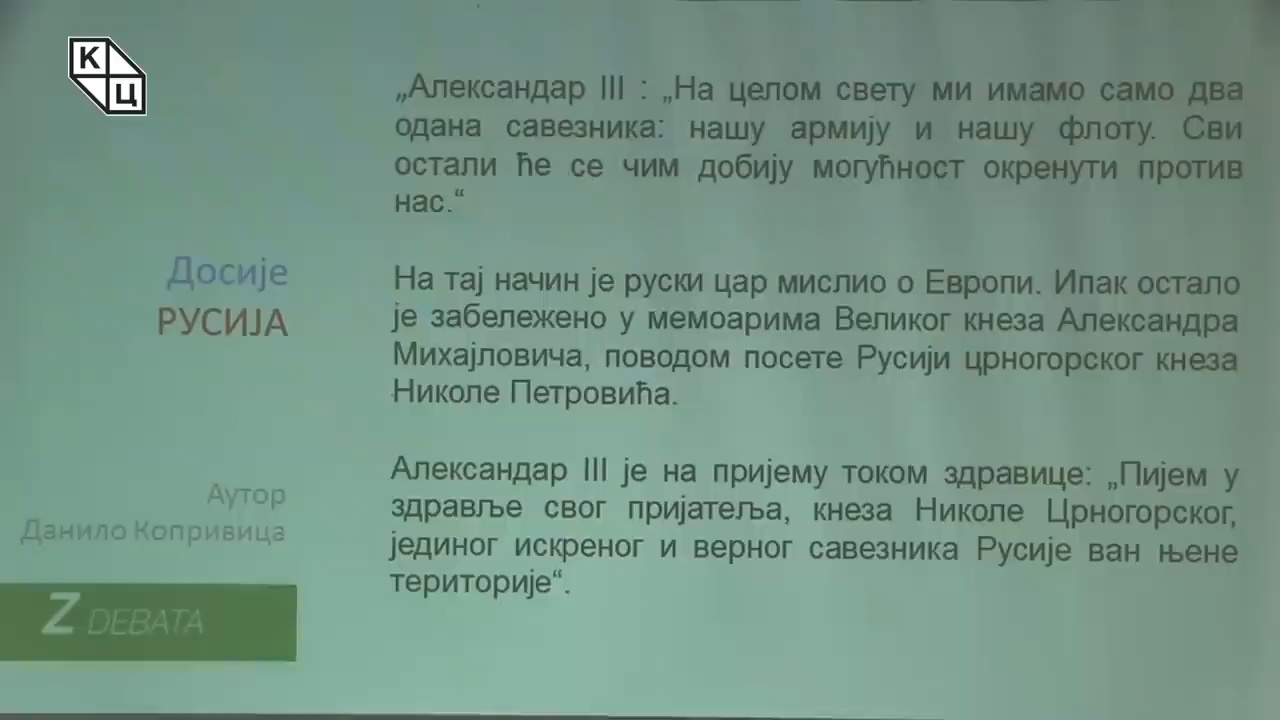 К
Ц
„Александар III : „На целом свету ми имамо само два
одана савезника: нашу армију и нашу флоту. Сви
остали ће се чим добију могућност окренути против
нас.“
Досије
РУСИЈА
На тај начин је руски цар мислио о Европи. Ипак остало
је забележено у мемоарима Великог кнеза Александра
Михајловича, поводом посете Русији црногорског кнеза
Николе Петровића.
Аутор
Данило Копривица
Александар III је на пријему током здравице: „Пијем у
здравље свог пријатеља, кнеза Николе Црногорског,
јединог искреног и верног савезника Русије ван њене
територије“.
Z DEBATA